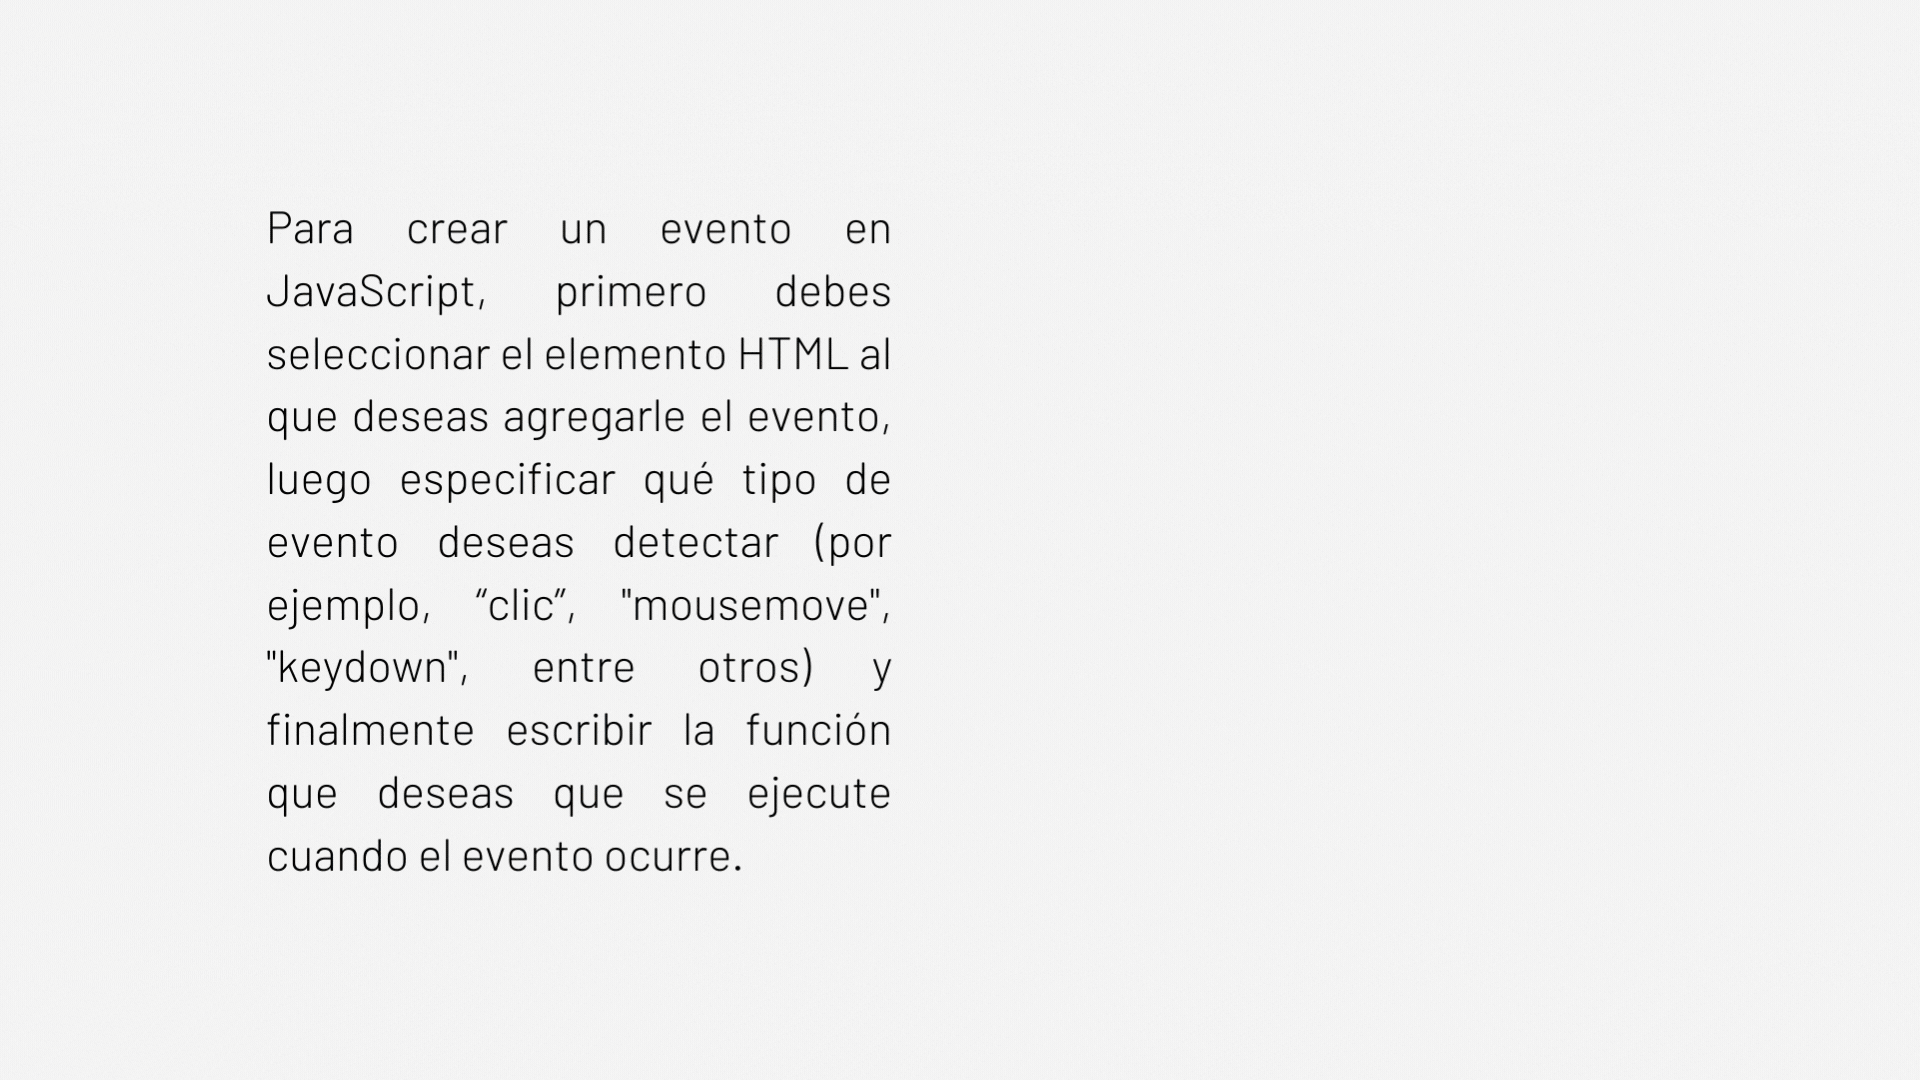 Para crear un evento en
JavaScript, primero debes
seleccionar el elemento HTML al
que deseas agregarle el evento,
luego especificar qué tipo de
evento deseas detectar (por
ejemplo, “clic”, "mousemove",
"keydown", entre otros) y
finalmente escribir la función
que deseas que se ejecute
cuando el evento ocurre.